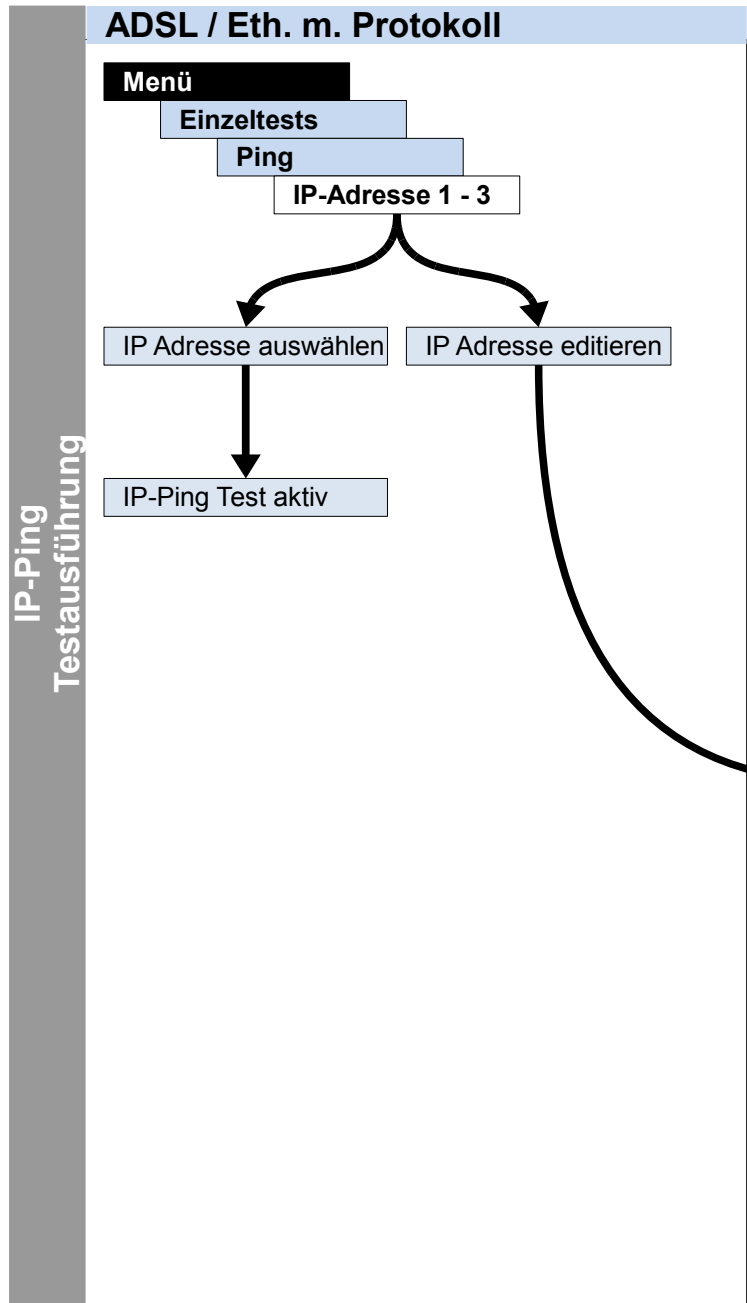 ADSL / Eth. m. Protokoll
Menü
Einzeltests
Ping
IP-Adresse 1 - 3
IP Adresse auswählen
IP Adresse editieren
IP-Ping Test aktiv
IP-Ping
Testausführung